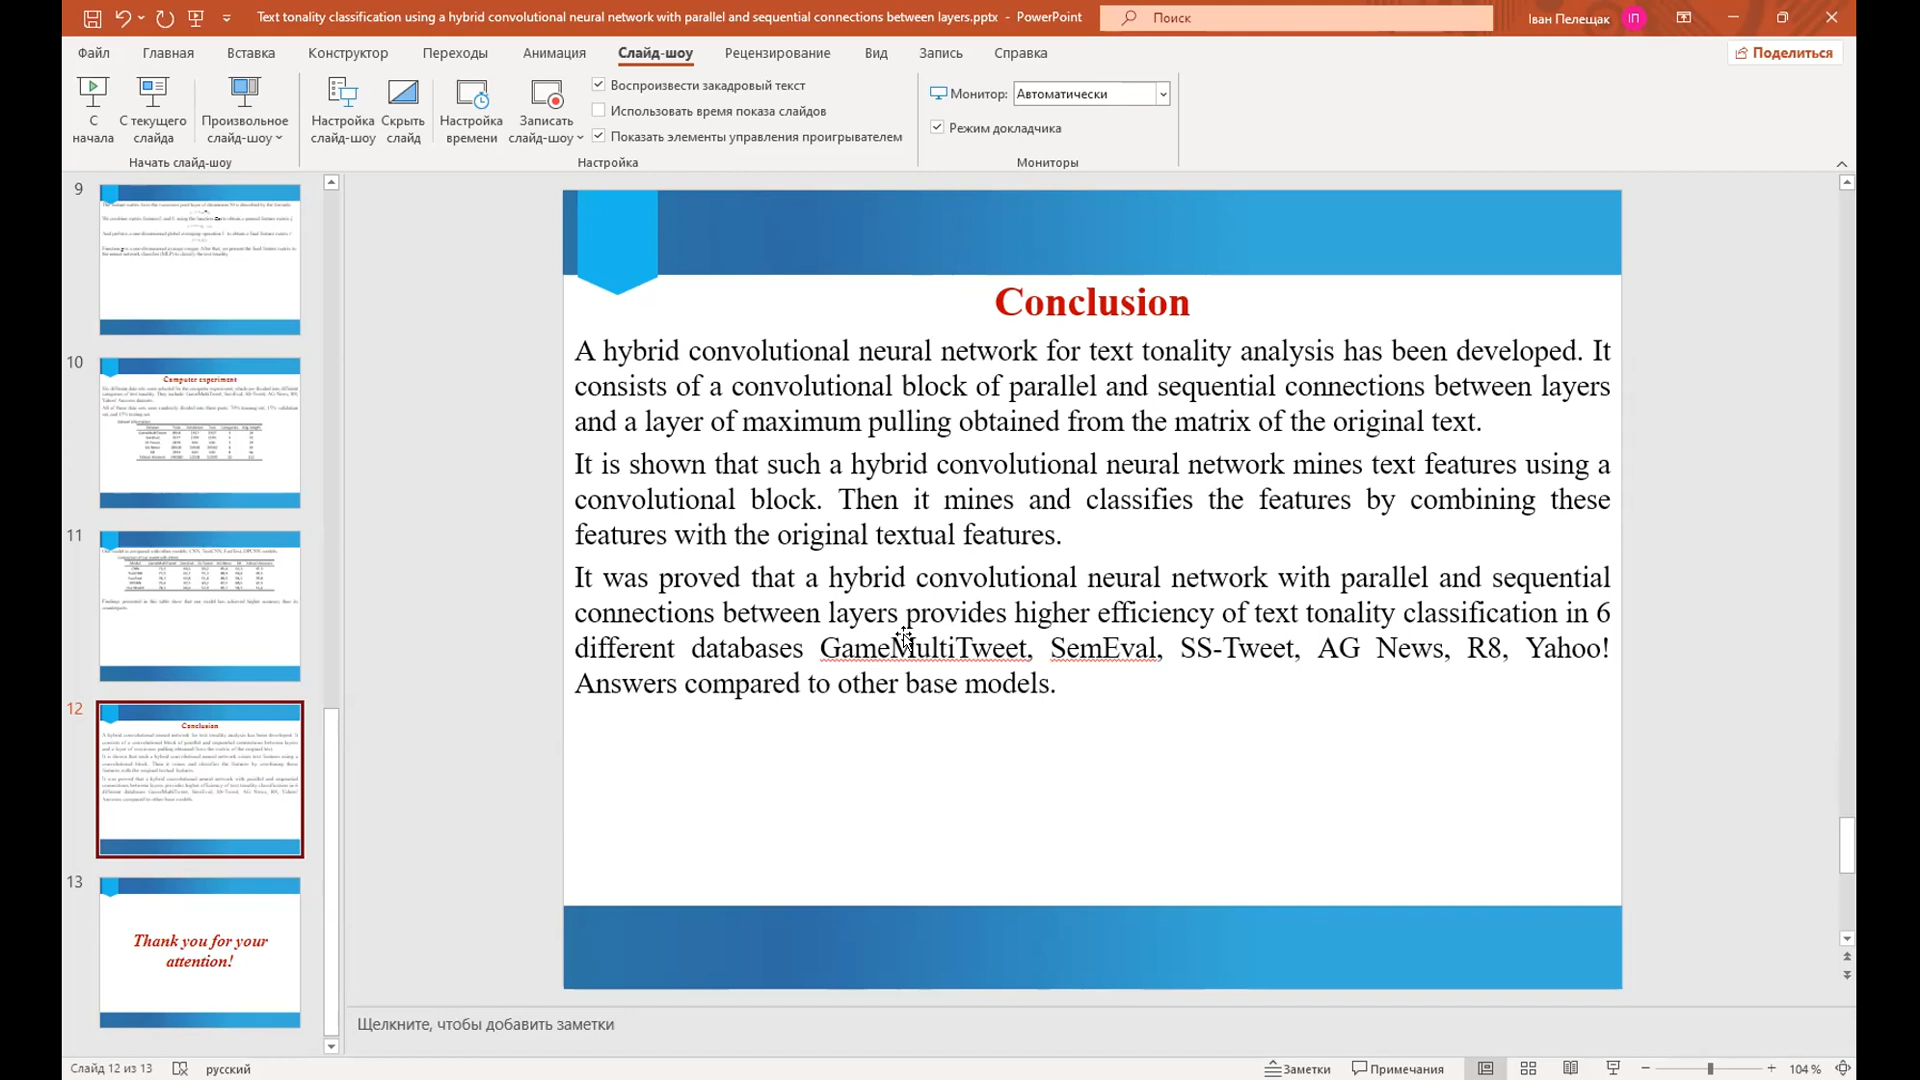 Text tonality classification using a hybrid convolutional neural network with parallel and sequential connections between layers.pptx - PowerPoint
Поиск
Іван Пелещак
ІП
Файл Главная Вставка Конструктор Переходы Анимация Слайд-шоу Рецензирование Вид Запись Справка
Поделиться
С начала
С текущего слайда
Произвольное слайд-шоу
Начать слайд-шоу
Настройка слайд-шоу
Скрыть слайд
Настройка времени
Записать слайд-шоу
Воспроизвести закадровый текст
Использовать время показа слайдов
Показать элементы управления проигрывателем
Настройка
Монитор: Автоматически
Режим докладчика
Мониторы
9
10
Computer experiment
11
12
Conclusion
13
Thank you for your
attention!
Conclusion
A hybrid convolutional neural network for text tonality analysis has been developed. It
consists of a convolutional block of parallel and sequential connections between layers
and a layer of maximum pulling obtained from the matrix of the original text.
It is shown that such a hybrid convolutional neural network mines text features using a
convolutional block. Then it mines and classifies the features by combining these
features with the original textual features.
It was proved that a hybrid convolutional neural network with parallel and sequential
connections between layers provides higher efficiency of text tonality classification in 6
different databases GameMultiTweet, SemEval, SS-Tweet, AG News, R8, Yahoo!
Answers compared to other base models.
Щелкните, чтобы добавить заметки
Слайд 12 из 13
русский
Заметки
Примечания
104 %